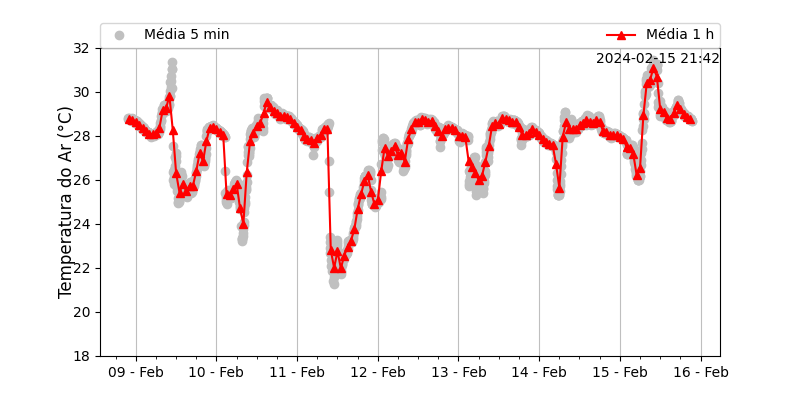 Média 5 min
Média 1 h
2024-02-15 21:42
Temperatura do Ar (°C)
32
30
28
26
24
22
20
18
09 - Feb
10 - Feb
11 - Feb
12 - Feb
13 - Feb
14 - Feb
15 - Feb
16 - Feb